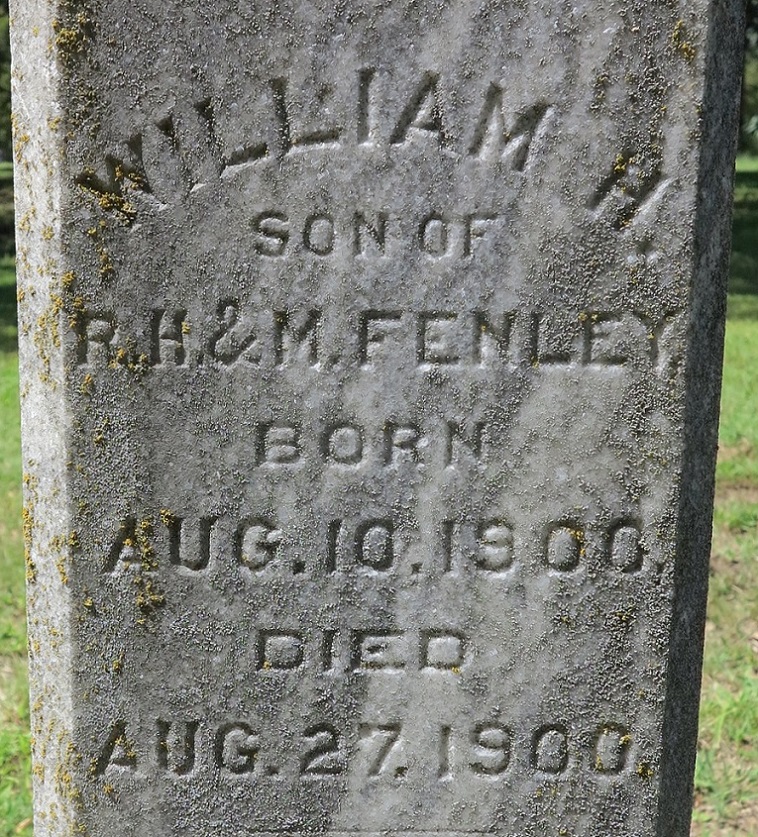 WILLIAM H.
SON OF
R.H.&M. FENLEY
BORN
AUG. 10, 1900.
DIED
AUG. 27, 1900.